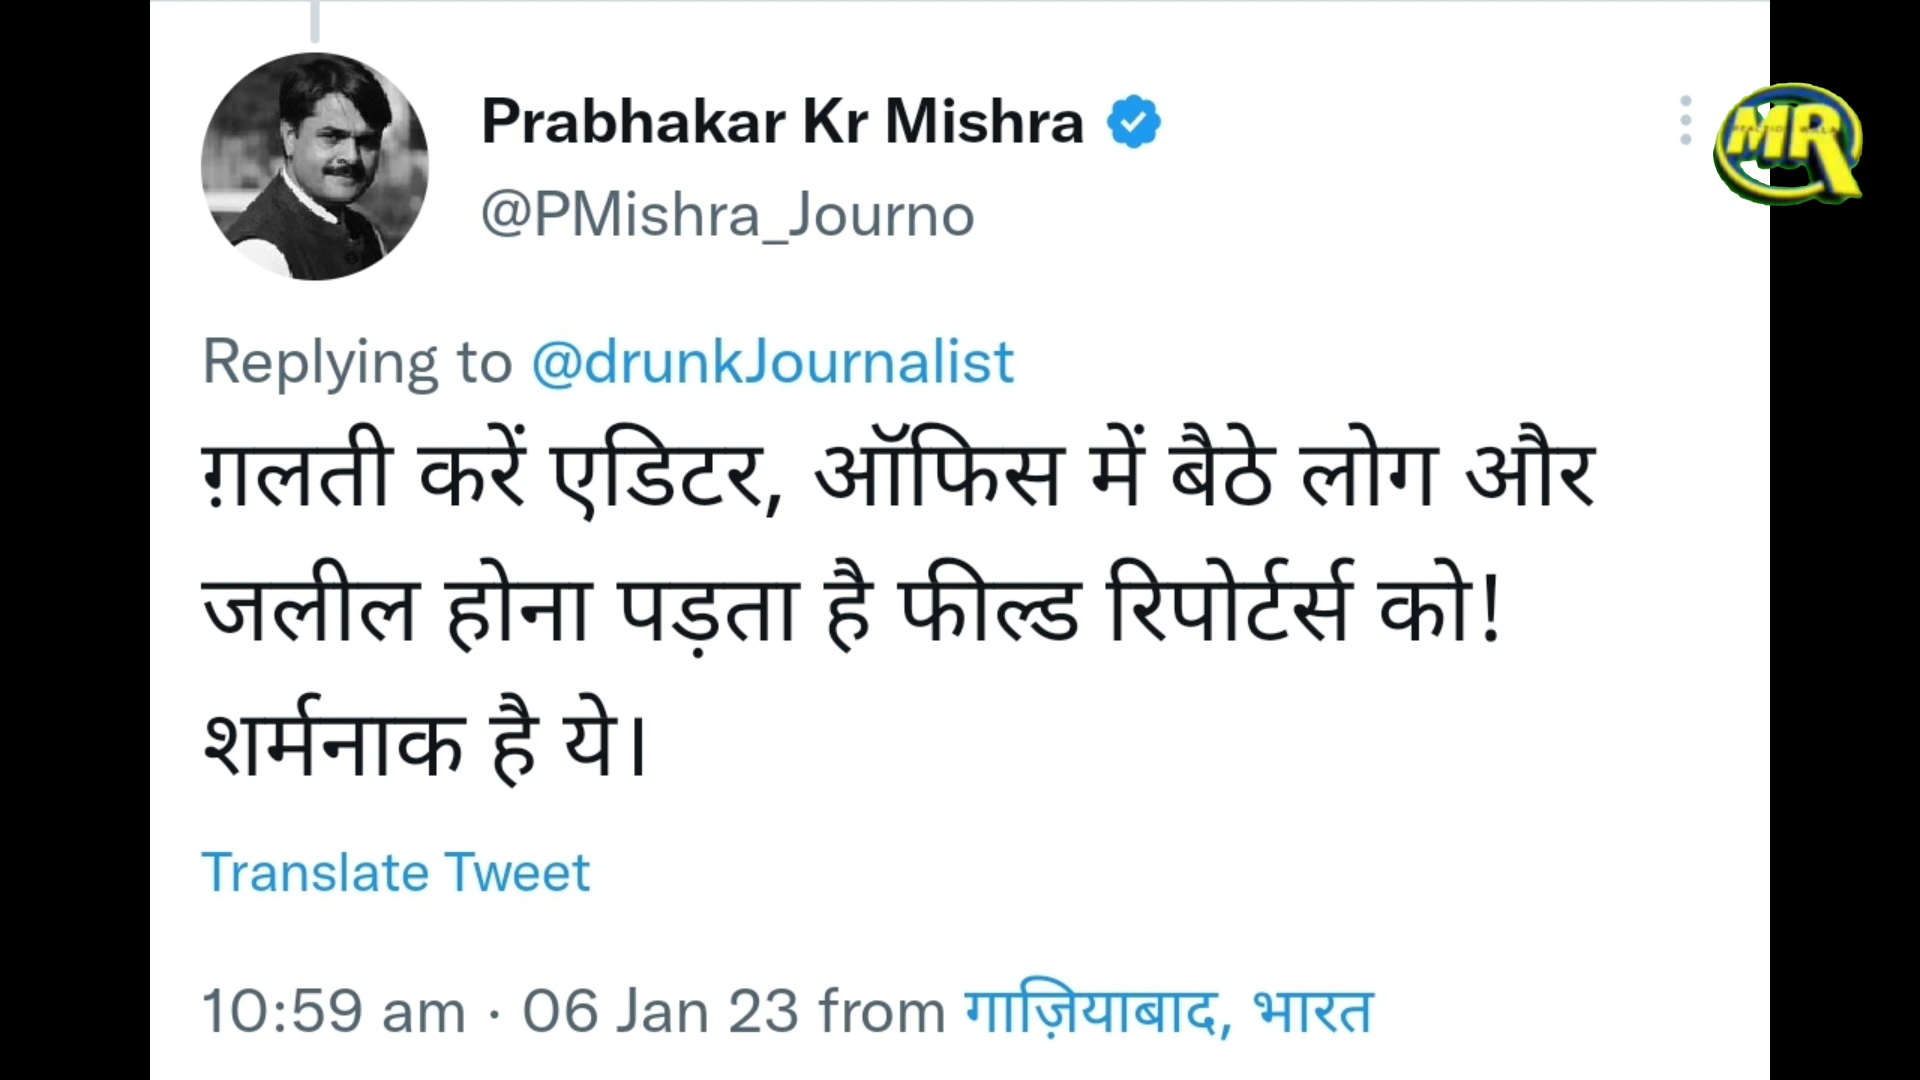 Prabhakar Kr Mishra
@PMishra_Journo
Replying to @drunkJournalist
ग़लती करें एडिटर, ऑफिस में बैठे लोग और
जलील होना पड़ता है फील्ड रिपोर्टर्स को!
शर्मनाक है ये।
Translate Tweet
10:59 am · 06 Jan 23 from गाज़ियाबाद, भारत
MR